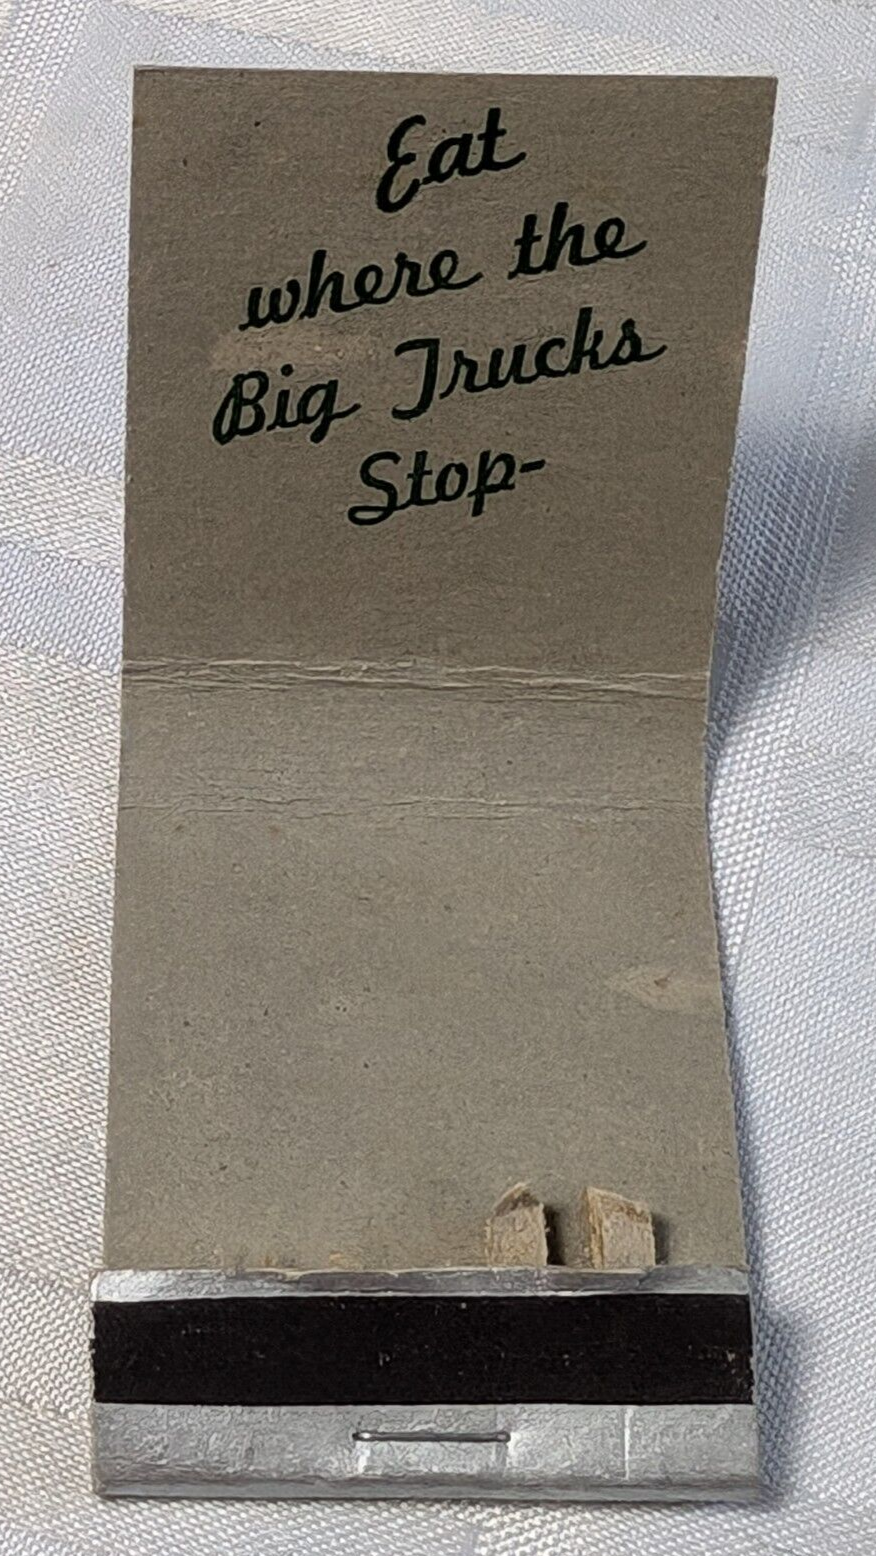 Eat
where the
Big Trucks
Stop-